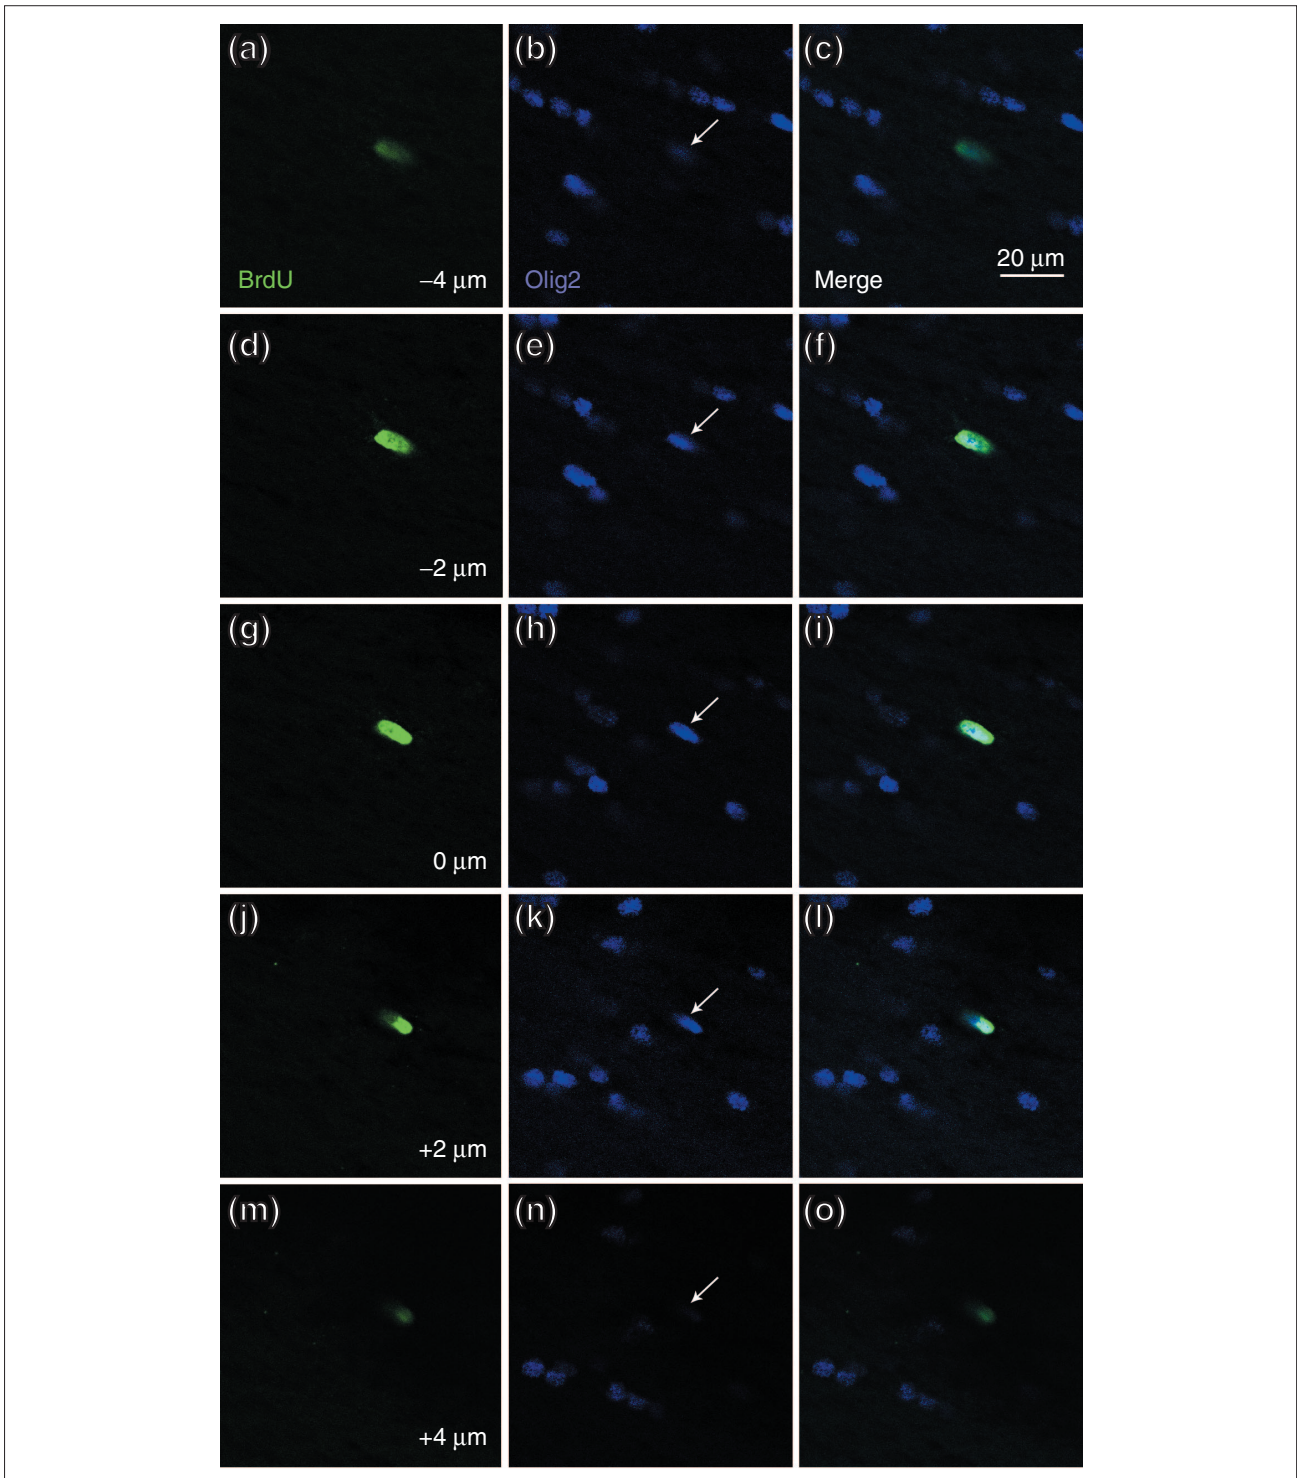 (a)
(b)
(c)
BrdU
−4 μm
Olig2
Merge
20 μm
(d)
(e)
(f)
−2 μm
(g)
(h)
(i)
0 μm
(j)
(k)
(l)
+2 μm
(m)
(n)
(o)
+4 μm